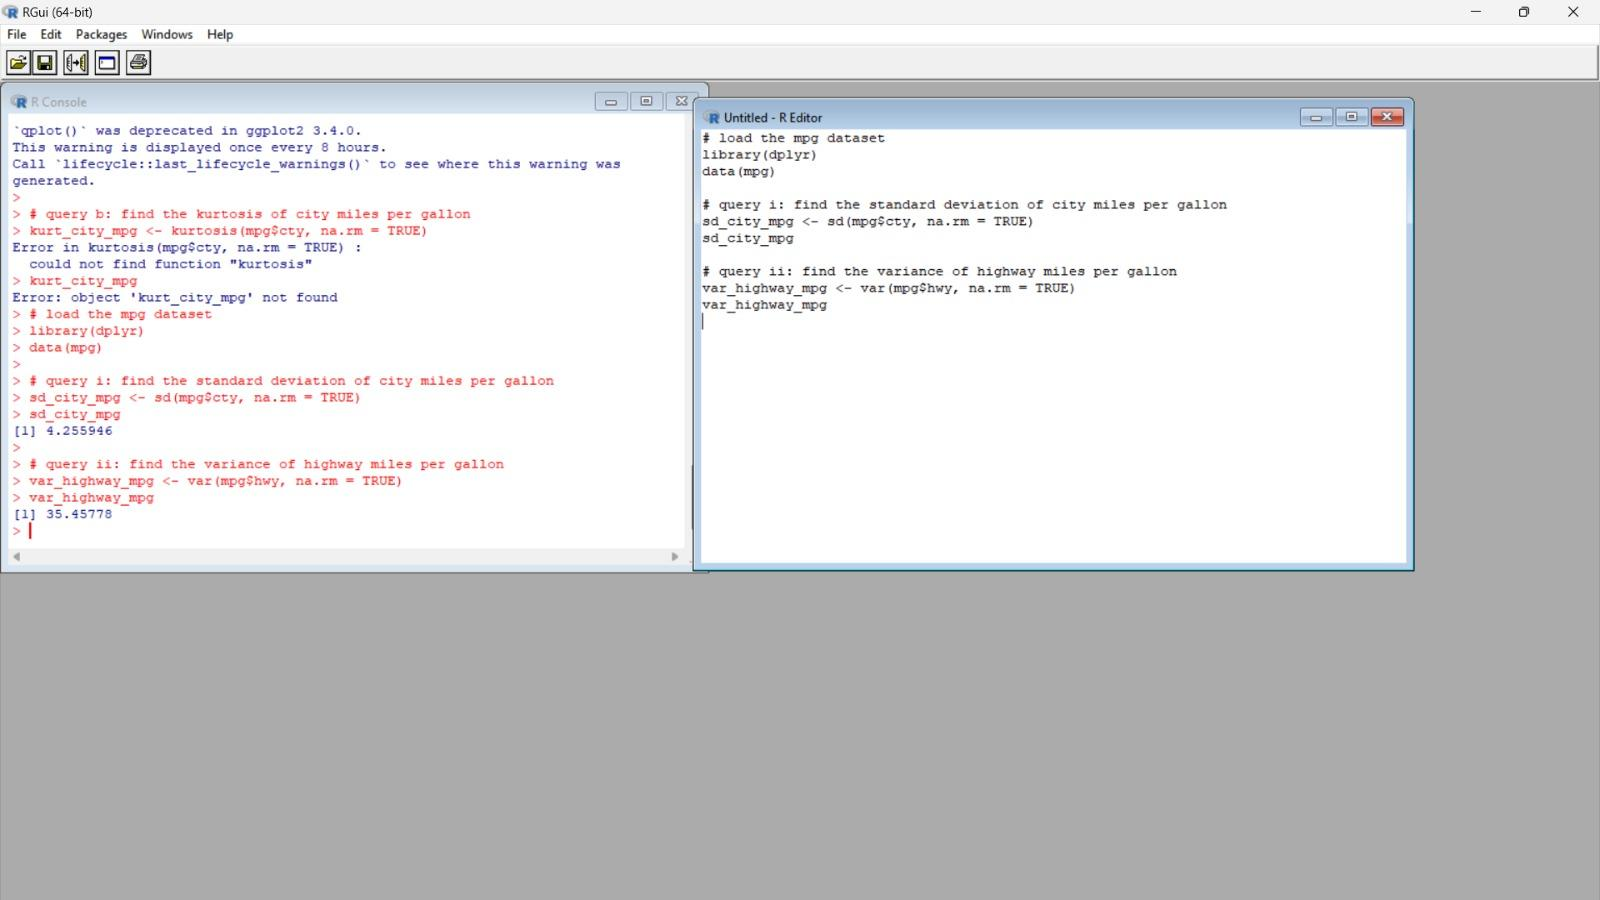 RGui (64-bit)
File Edit Packages Windows Help
R Console
`qplot()` was deprecated in ggplot2 3.4.0.
This warning is displayed once every 8 hours.
Call `lifecycle::last_lifecycle_warnings()` to see where this warning was
generated.
>
> # query b: find the kurtosis of city miles per gallon
> kurt_city_mpg <- kurtosis(mpg$cty, na.rm = TRUE)
Error in kurtosis(mpg$cty, na.rm = TRUE) :
  could not find function "kurtosis"
> kurt_city_mpg
Error: object 'kurt_city_mpg' not found
> # load the mpg dataset
> library(dplyr)
> data(mpg)
>
> # query i: find the standard deviation of city miles per gallon
> sd_city_mpg <- sd(mpg$cty, na.rm = TRUE)
> sd_city_mpg
[1] 4.255946
>
> # query ii: find the variance of highway miles per gallon
> var_highway_mpg <- var(mpg$hwy, na.rm = TRUE)
> var_highway_mpg
[1] 35.45778
>
Untitled - R Editor
# load the mpg dataset
library(dplyr)
data(mpg)
# query i: find the standard deviation of city miles per gallon
sd_city_mpg <- sd(mpg$cty, na.rm = TRUE)
sd_city_mpg
# query ii: find the variance of highway miles per gallon
var_highway_mpg <- var(mpg$hwy, na.rm = TRUE)
var_highway_mpg